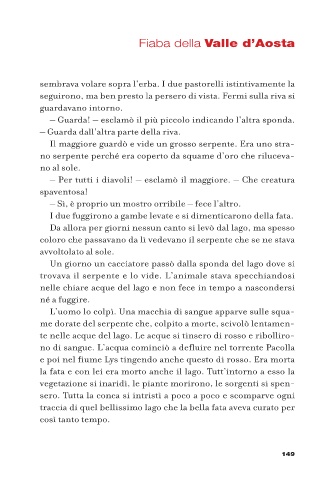 Fiaba della Valle d'Aosta
sembrava volare sopra l'erba. I due pastorelli istintivamente la
seguirono, ma ben presto la persero di vista. Fermi sulla riva si
guardavano intorno.
– Guarda! – esclamò il più piccolo indicando l'altra sponda.
– Guarda dall'altra parte della riva.
Il maggiore guardò e vide un grosso serpente. Era uno stra-
no serpente perché era coperto da squame d'oro che riluceva-
no al sole.
– Per tutti i diavoli! – esclamò il maggiore. – Che creatura
spaventosa!
– Sì, è proprio un mostro orribile – fece l'altro.
I due fuggirono a gambe levate e si dimenticarono della fata.
Da allora per giorni nessun canto si levò dal lago, ma spesso
coloro che passavano da lì vedevano il serpente che se ne stava
avvoltolato al sole.
Un giorno un cacciatore passò dalla sponda del lago dove si
trovava il serpente e lo vide. L'animale stava specchiandosi
nelle chiare acque del lago e non fece in tempo a nascondersi
né a fuggire.
L'uomo lo colpì. Una macchia di sangue apparve sulle squa-
me dorate del serpente che, colpito a morte, scivolò lentamen-
te nelle acque del lago. Le acque si tinsero di rosso e ribolliro-
no di sangue. L'acqua cominciò a defluire nel torrente Pacolla
e poi nel fiume Lys tingendo anche questo di rosso. Era morta
la fata e con lei era morto anche il lago. Tutt'intorno a esso la
vegetazione si inaridì, le piante morirono, le sorgenti si spen-
sero. Tutta la conca si intristì a poco a poco e scomparve ogni
traccia di quel bellissimo lago che la bella fata aveva curato per
così tanto tempo.
149